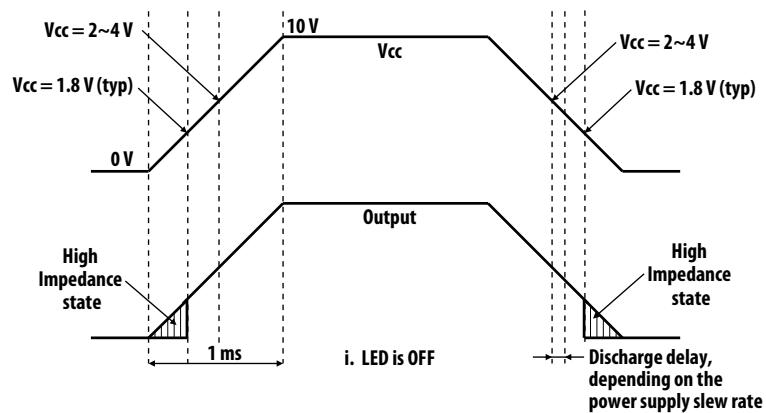 10 V
Vcc = 2~4 V
Vcc
Vcc = 2~4 V
Vcc = 1.8 V (typ)
Vcc = 1.8 V (typ)
0 V
Output
High
Impedance
state
High
Impedance
state
1 ms
i. LED is OFF
Discharge delay,
depending on the
power supply slew rate